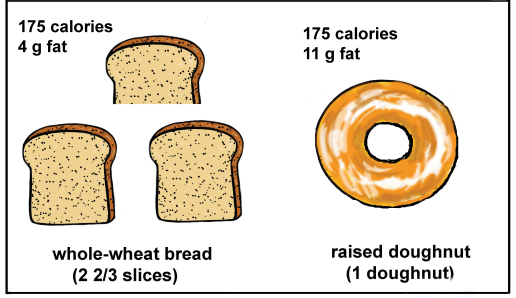 175 calories
4 g fat
whole-wheat bread
(2 2/3 slices)
175 calories
11 g fat
raised doughnut
(1 doughnut)